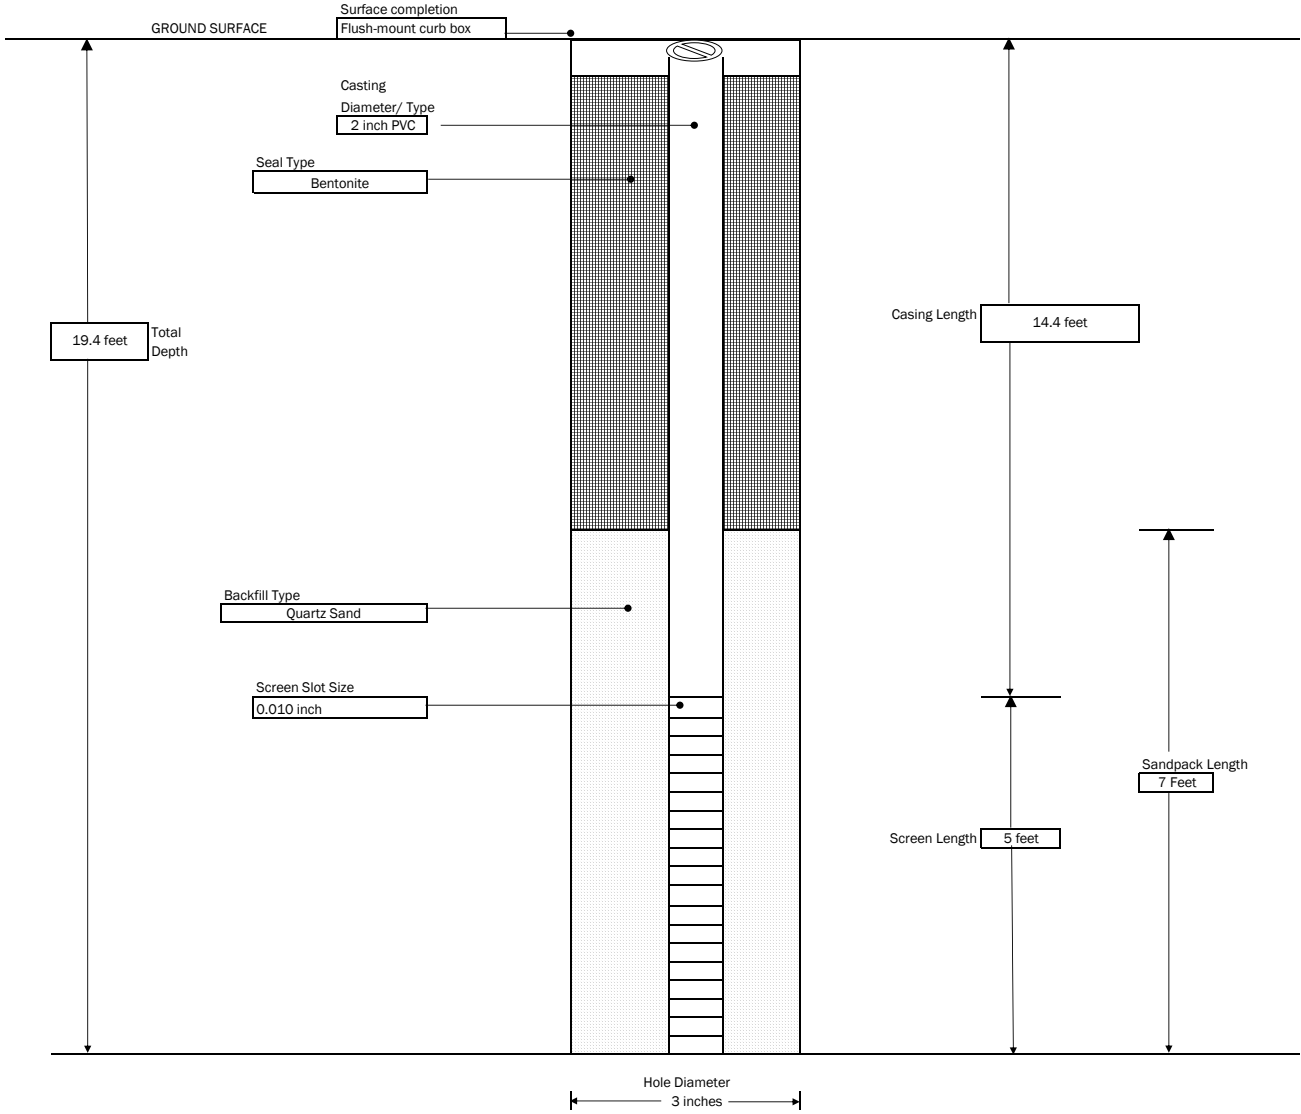 Surface completion
GROUND SURFACE
Flush-mount curb box
Casting
Diameter/ Type
2 inch PVC
Seal Type
Bentonite
Casing Length
14.4 feet
19.4 feet
Total
Depth
Backfill Type
Quartz Sand
Screen Slot Size
0.010 inch
Sandpack Length
7 Feet
Screen Length
5 feet
Hole Diameter
3 inches